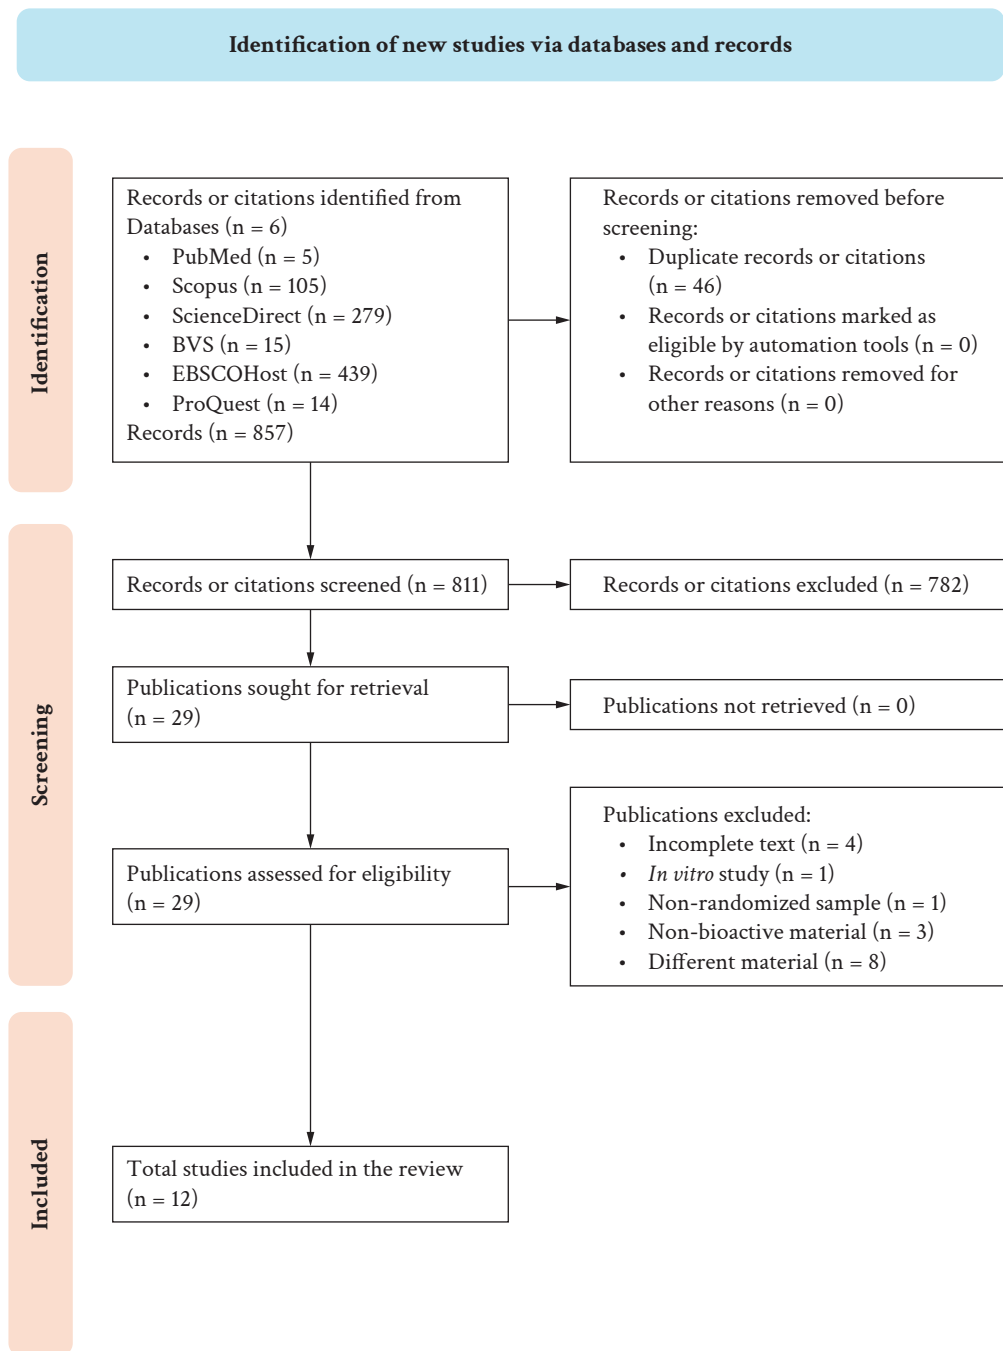 Identification of new studies via databases and records
Identification
Records or citations identified from
Databases (n = 6)
• PubMed (n = 5)
• Scopus (n = 105)
• ScienceDirect (n = 279)
• BVS (n = 15)
• EBSCOHost (n = 439)
• ProQuest (n = 14)
Records (n = 857)
Records or citations removed before
screening:
• Duplicate records or citations
(n = 46)
• Records or citations marked as
eligible by automation tools (n = 0)
• Records or citations removed for
other reasons (n = 0)
Screening
Records or citations screened (n = 811)
Records or citations excluded (n = 782)
Publications sought for retrieval
(n = 29)
Publications not retrieved (n = 0)
Publications assessed for eligibility
(n = 29)
Publications excluded:
• Incomplete text (n = 4)
• In vitro study (n = 1)
• Non-randomized sample (n = 1)
• Non-bioactive material (n = 3)
• Different material (n = 8)
Included
Total studies included in the review
(n = 12)